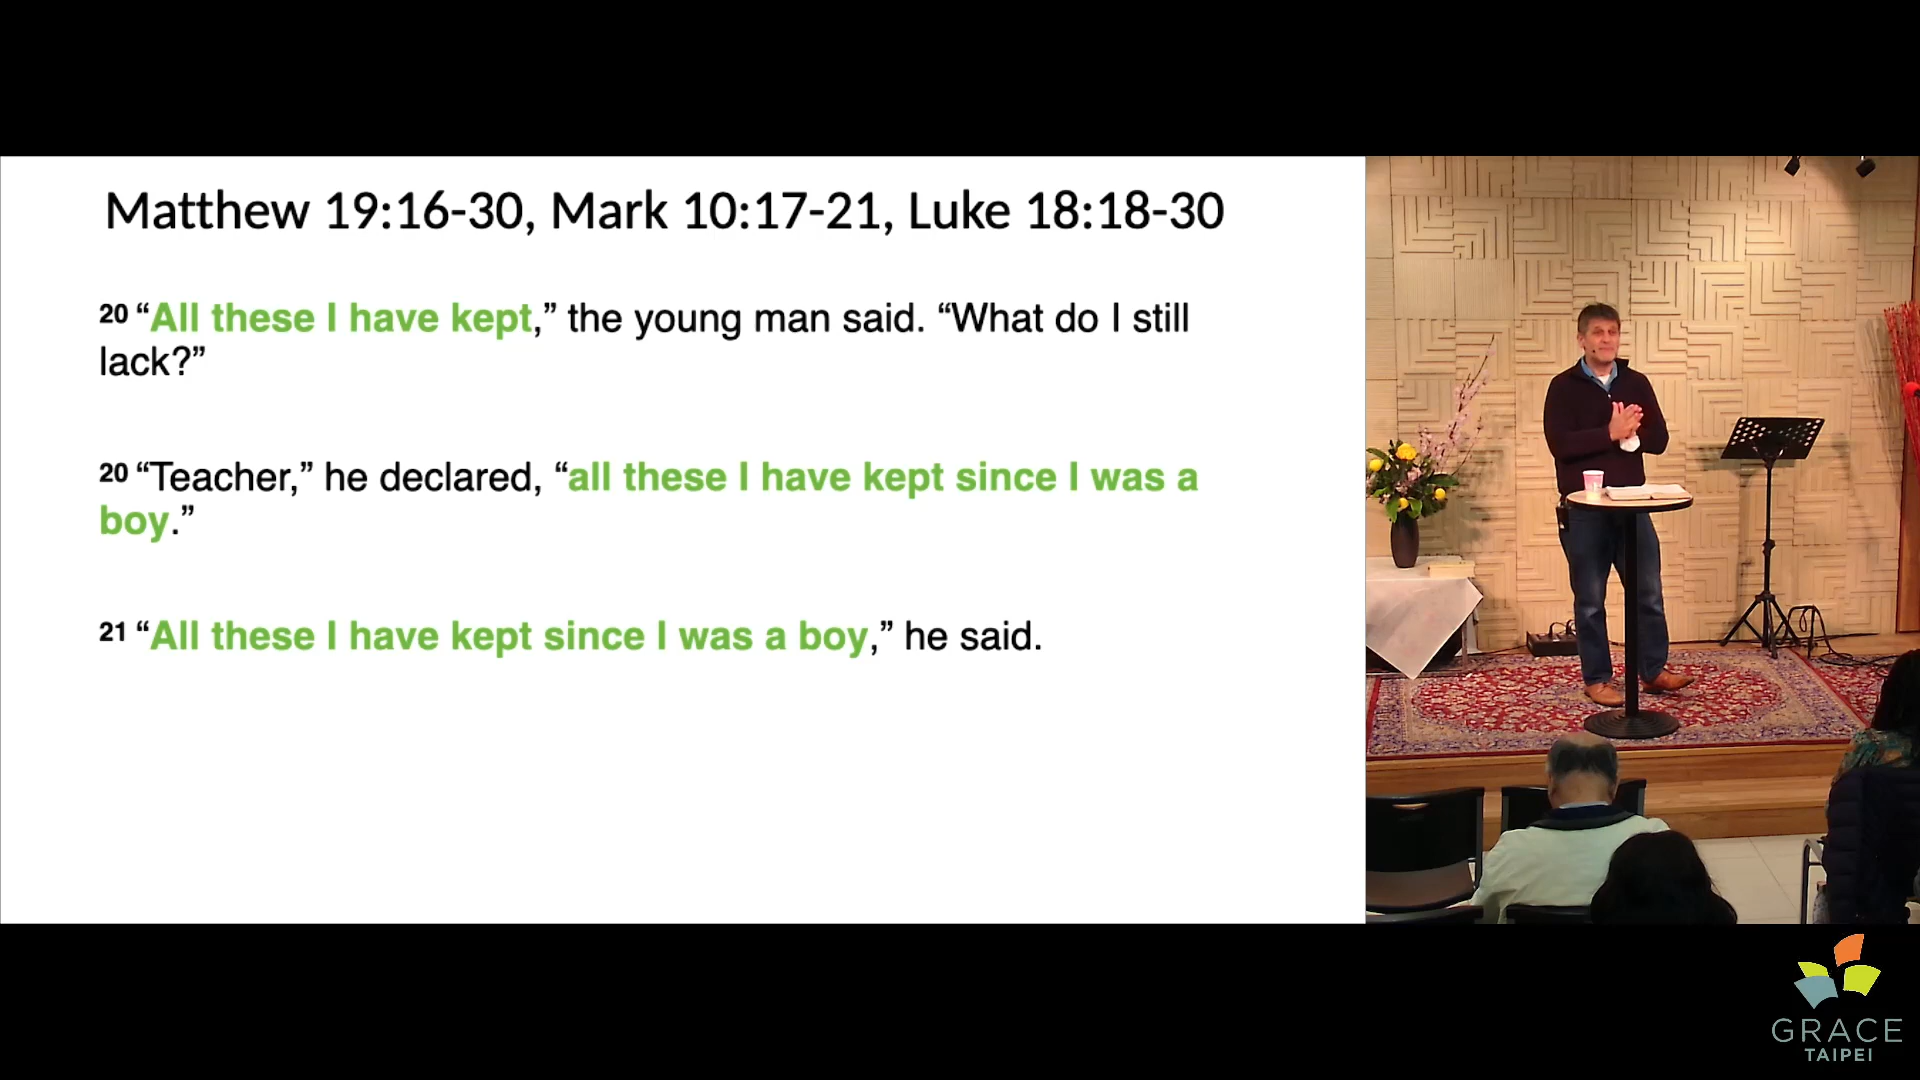 Matthew 19:16-30, Mark 10:17-21, Luke 18:18-30
20 “All these I have kept,” the young man said. “What do I still
lack?”
20 “Teacher,” he declared, “all these I have kept since I was a
boy.”
21 “All these I have kept since I was a boy,” he said.
GRACE
TAIPEI